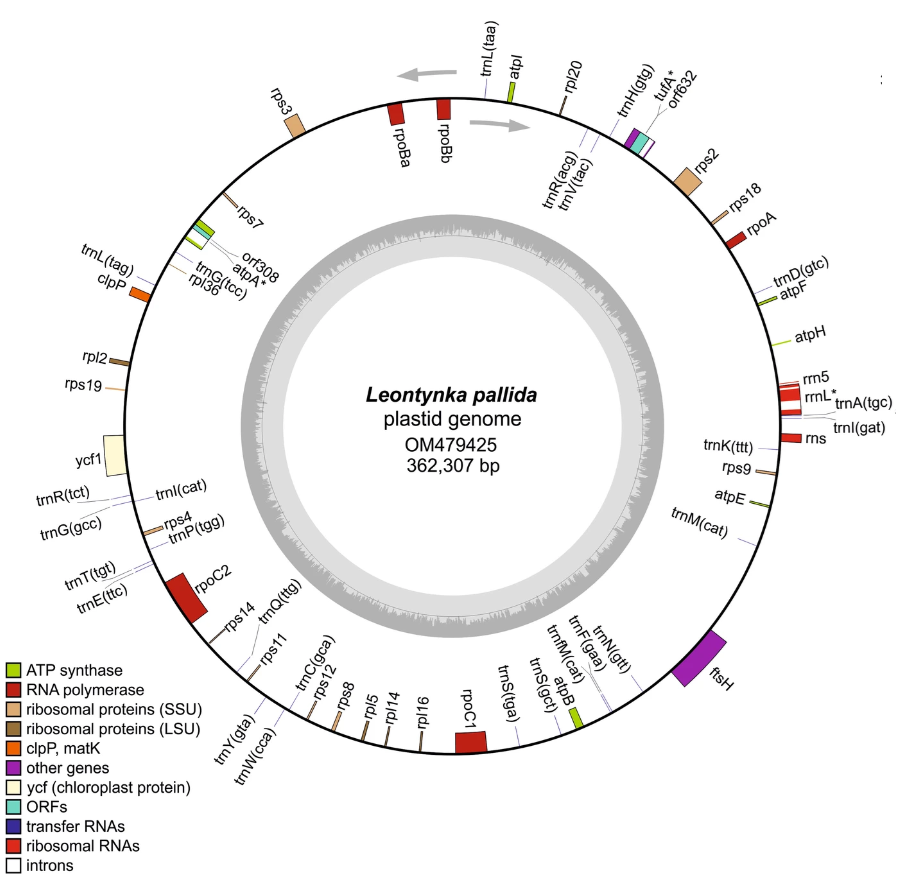 Leontynka pallida
plastid genome
OM479425
362,307 bp
trnL(taa)
atpI
rpl20
trnH(gtg)
tufA*
orf632
rps2
rps18
rpoA
trnD(gtc)
atpF
atpH
rrn5
rrnL*
trnA(tgc)
trnI(gat)
rns
trnK(ttt)
rps9
atpE
trnM(cat)
ftsH
trnN(gtt)
trnF(gaa)
trnfM(cat)
atpB
trnS(gct)
trnS(tga)
rpoC1
rpl16
rpl14
rpl5
rps8
rps12
trnC(gca)
trnW(cca)
trnY(gta)
rps11
trnQ(ttg)
rps14
rpoC2
trnE(ttc)
trnT(tgt)
trnP(tgg)
rps4
trnG(gcc)
trnI(cat)
trnR(tct)
ycf1
rps19
rpl2
clpP
trnL(tag)
rpl36
trnG(tcc)
atpA*
orf308
rps7
rps3
rpoBa
rpoBb
trnR(acg)
trnV(tac)
ATP synthase
RNA polymerase
ribosomal proteins (SSU)
ribosomal proteins (LSU)
clpP, matK
other genes
ycf (chloroplast protein)
ORFs
transfer RNAs
ribosomal RNAs
introns